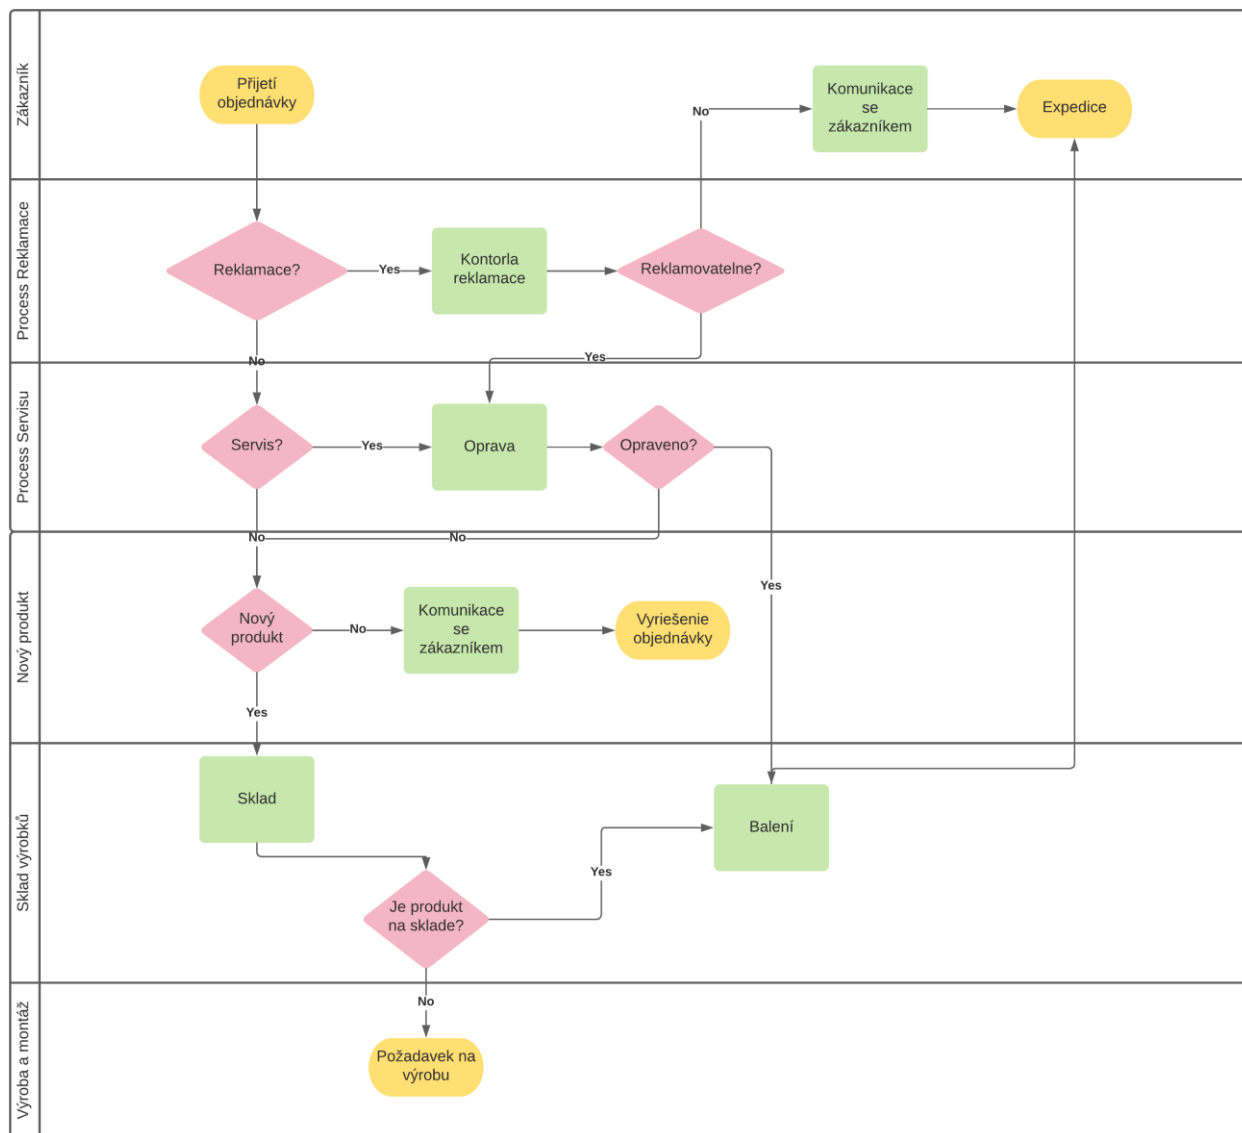 Zákazník
Přijetí
objednávky
No
Komunikace
se
zákazníkem
Expedice
Process Reklamace
Reklamace?
Yes
Kontorla
reklamace
Reklamovatelne?
No
Yes
Process Servisu
Servis?
Yes
Oprava
Opraveno?
No
No
Yes
Nový produkt
Nový
produkt
No
Komunikace
se
zákazníkem
Vyriešenie
objednávky
Yes
Sklad výrobků
Sklad
Balení
Yes
Je produkt
na sklade?
No
Výroba a montáž
Požadavek na
výrobu